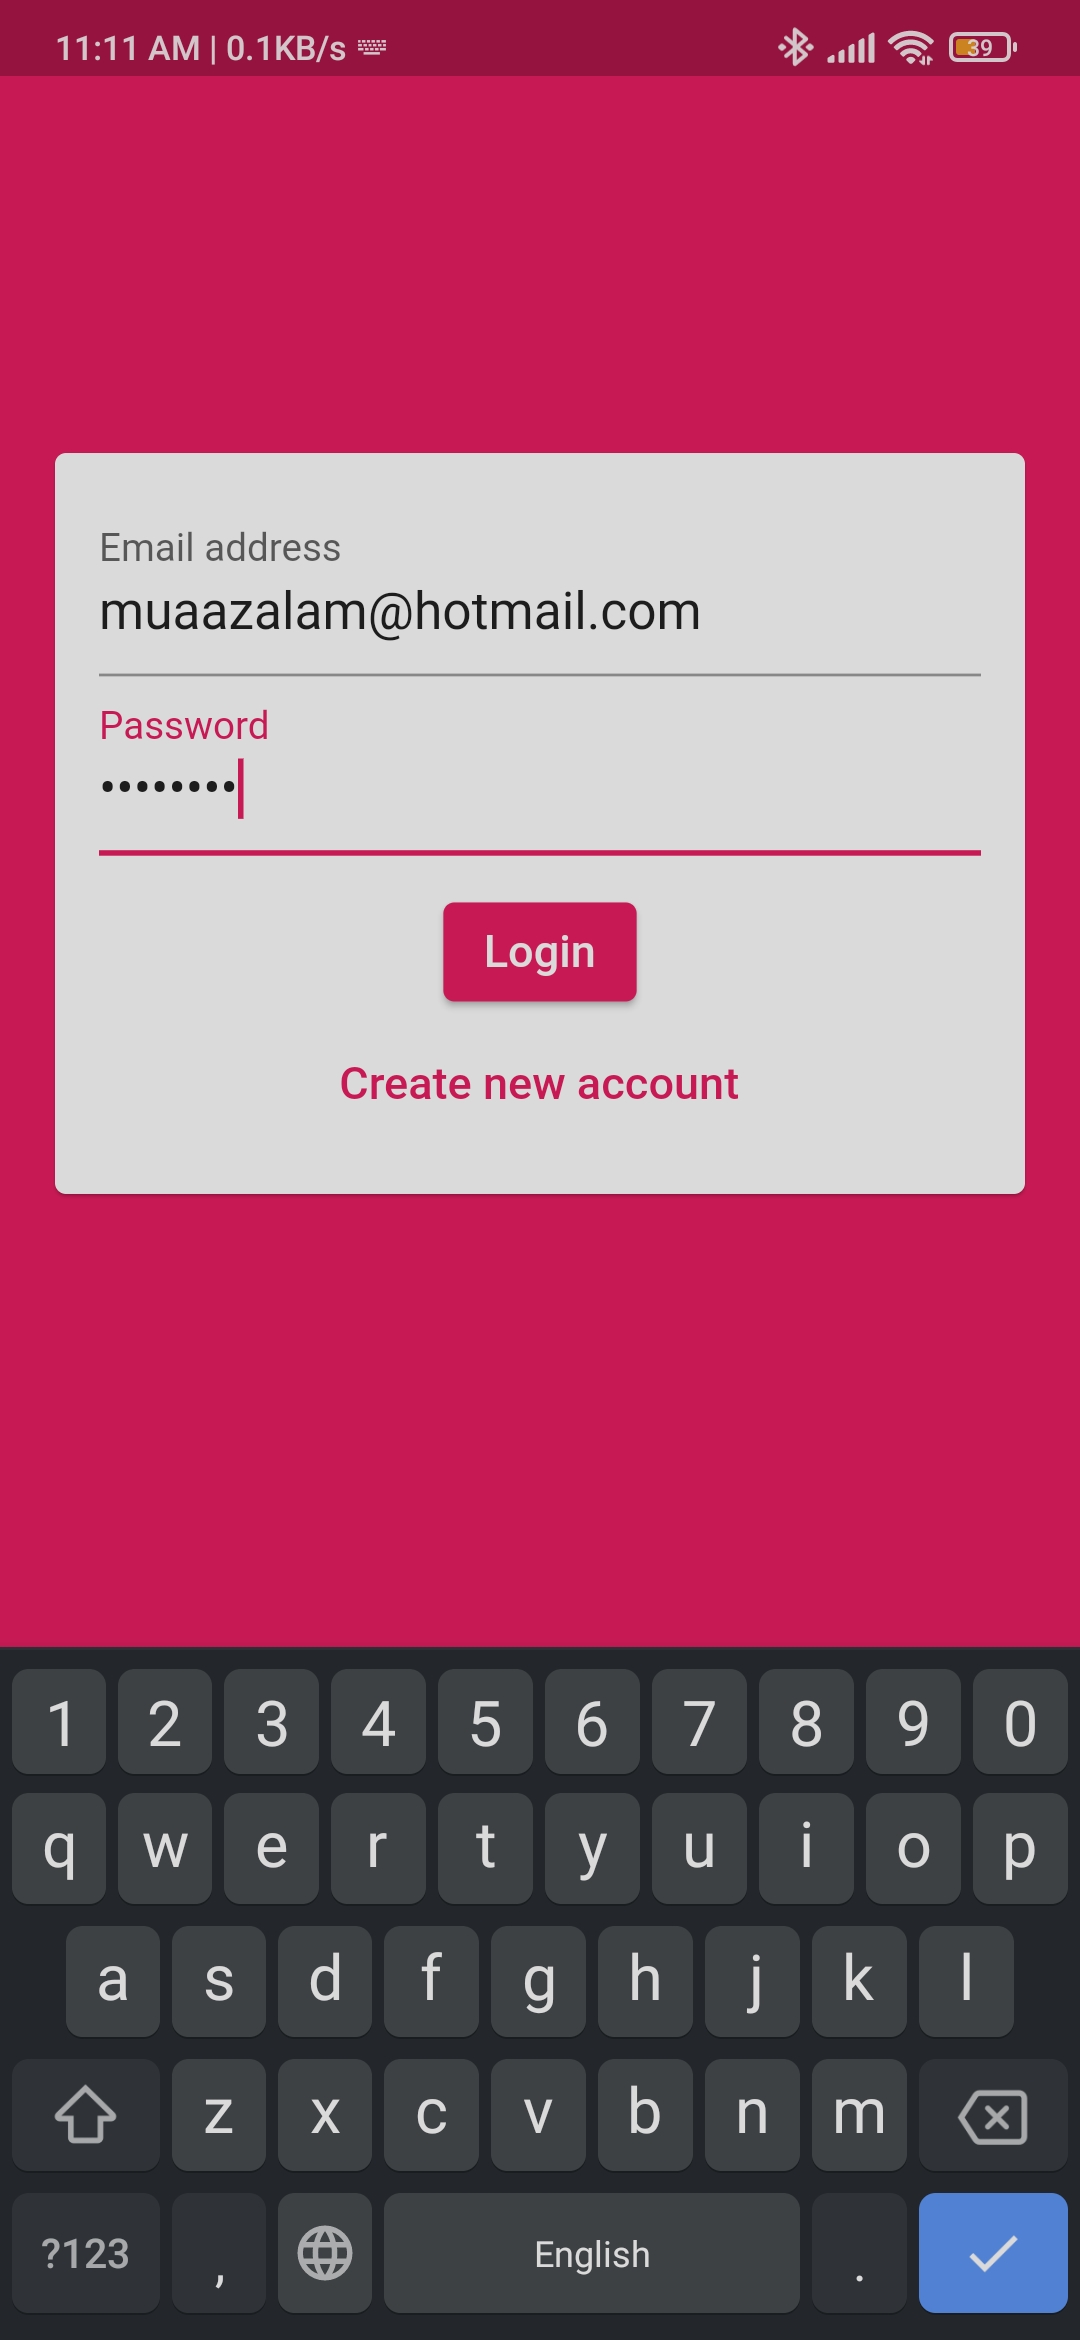 11:11 AM | 0.1KB/s
39
Email address
muaazalam@hotmail.com
Password
••••••••
Login
Create new account
1 2 3 4 5 6 7 8 9 0
q w e r t y u i o p
a s d f g h j k l
z x c v b n m
?123 , English .